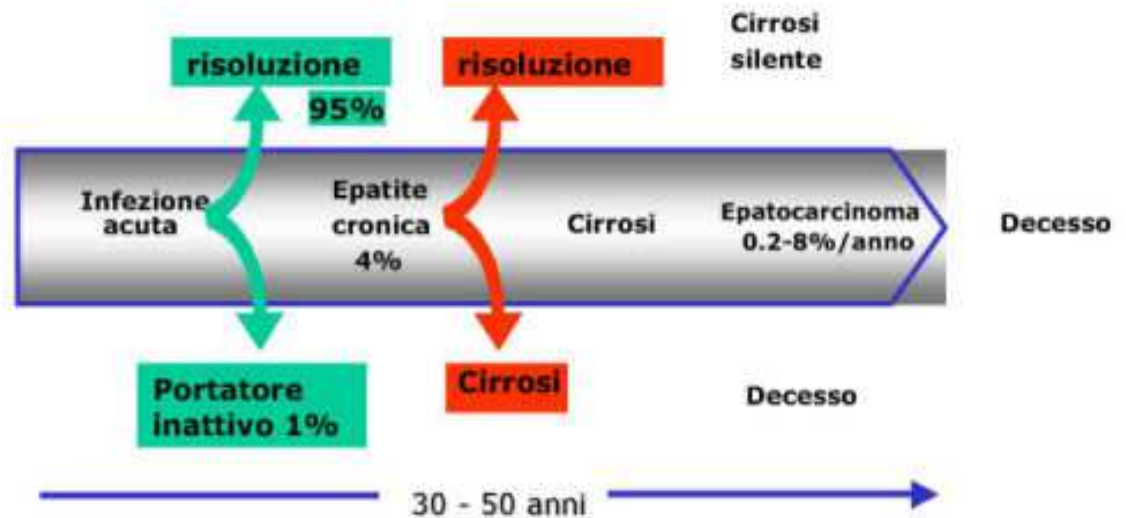 Cirrosi
silente
risoluzione
risoluzione
95%
Infezione
acuta
Epatite
cronica
4%
Cirrosi
Epatocarcinoma
0.2-8%/anno
Decesso
Portatore
inattivo 1%
Cirrosi
Decesso
30 - 50 anni